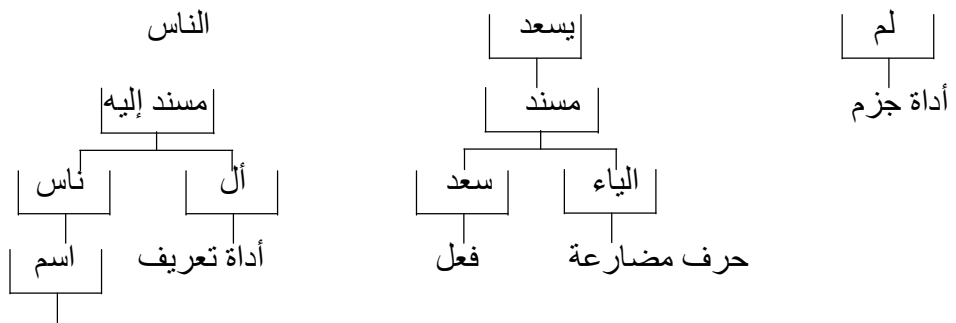 لم يسعد الناس
أداة جزم مسند مسند إليه
الياء سعد أل ناس
حرف مضارعة فعل أداة تعريف اسم